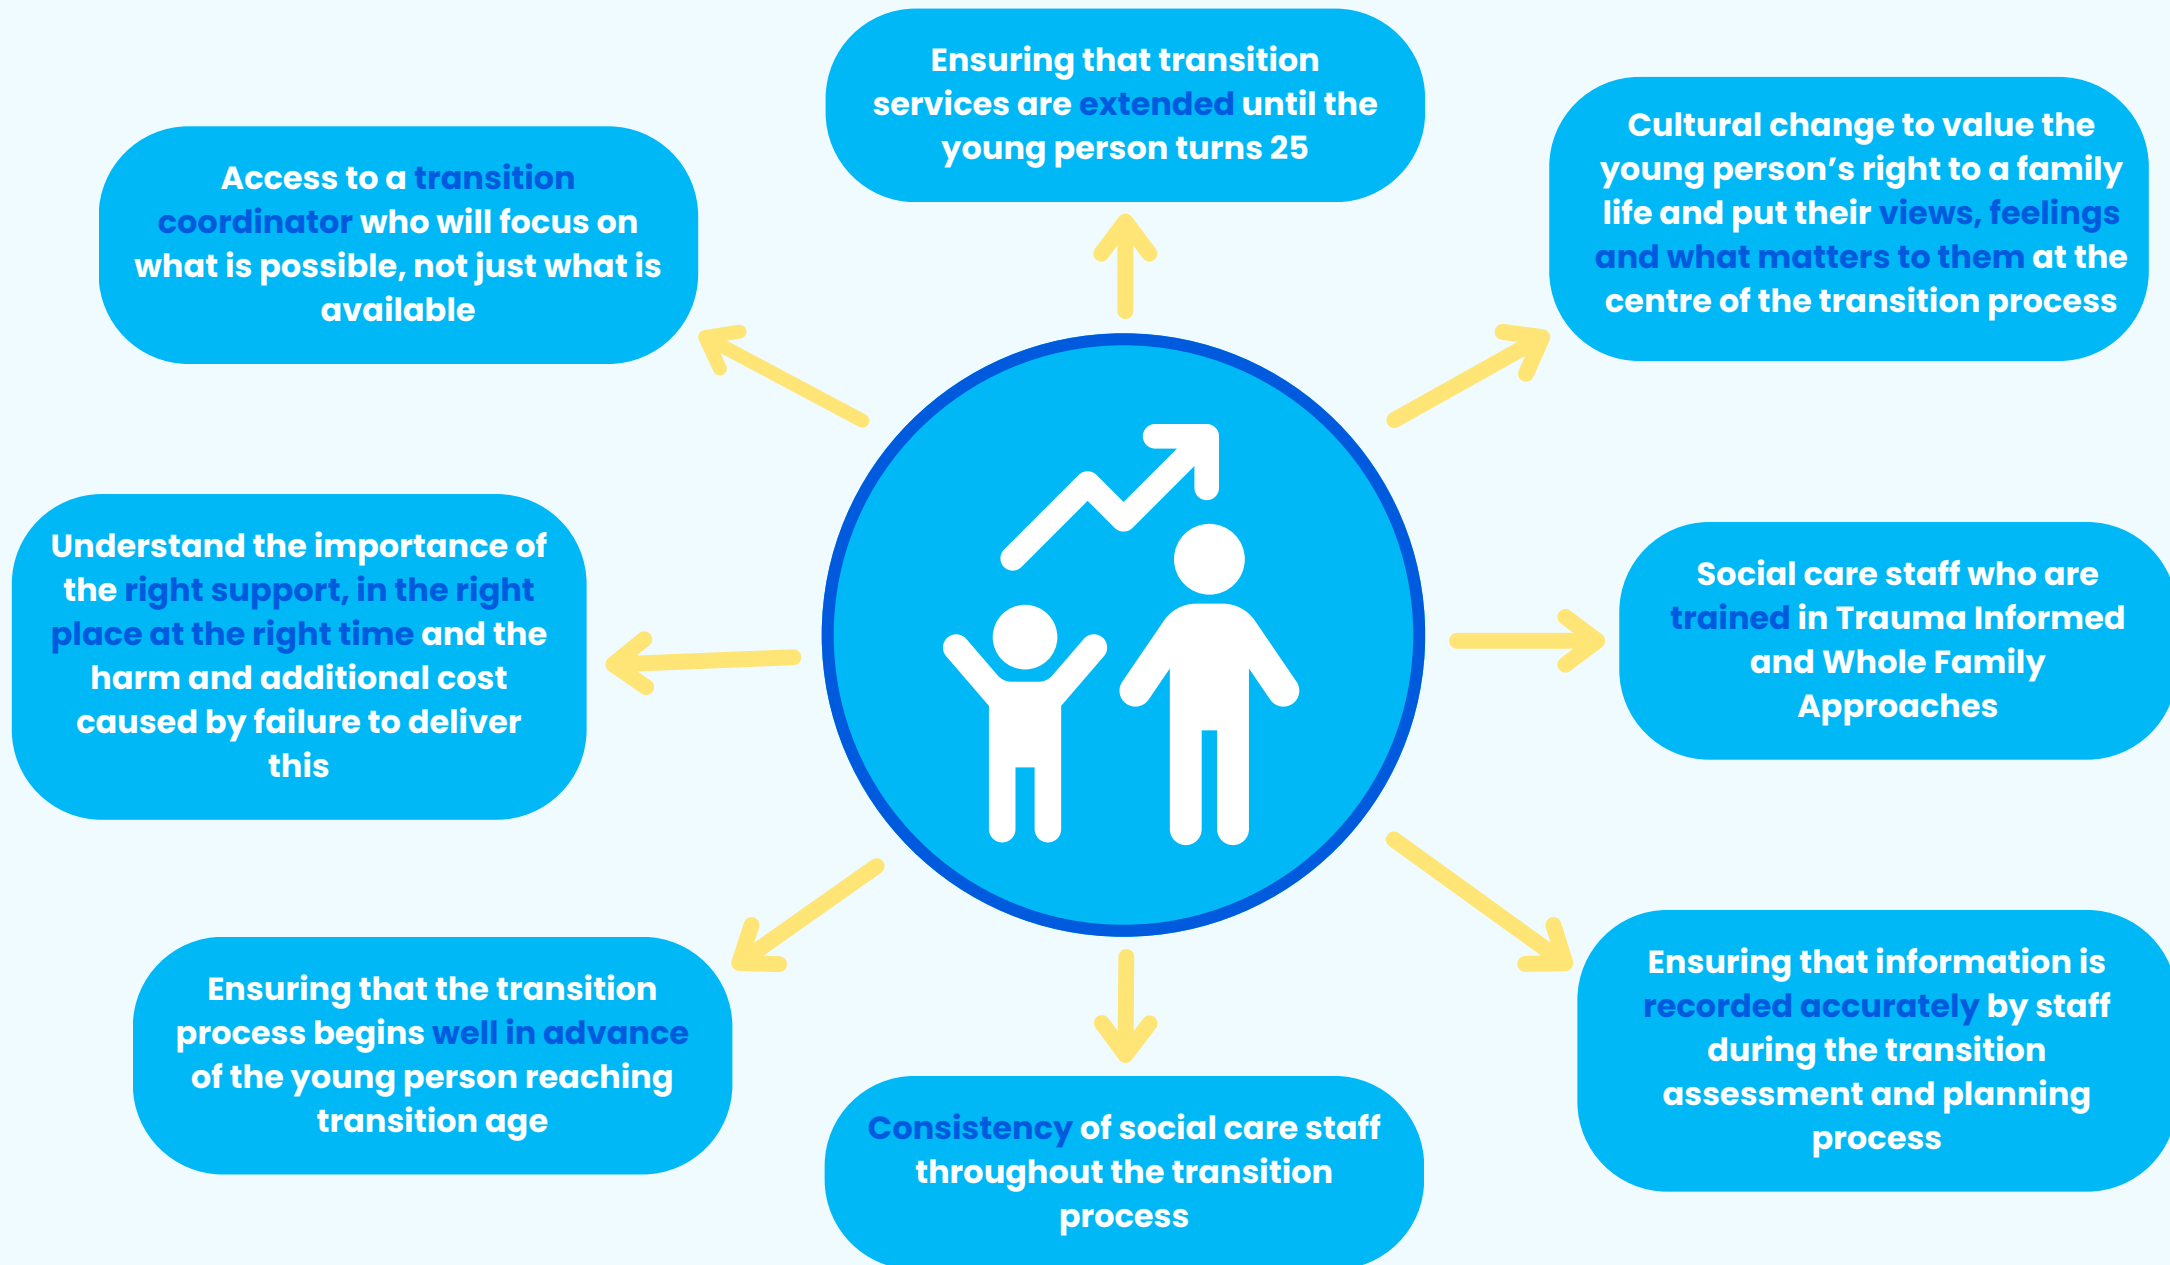 Ensuring that transition
services are extended until the
young person turns 25
Cultural change to value the
young person’s right to a family
life and put their views, feelings
and what matters to them at the
centre of the transition process
Social care staff who are
trained in Trauma Informed
and Whole Family
Approaches
Ensuring that information is
recorded accurately by staff
during the transition
assessment and planning
process
Consistency of social care staff
throughout the transition
process
Ensuring that the transition
process begins well in advance
of the young person reaching
transition age
Understand the importance of
the right support, in the right
place at the right time and the
harm and additional cost
caused by failure to deliver
this
Access to a transition
coordinator who will focus on
what is possible, not just what is
available